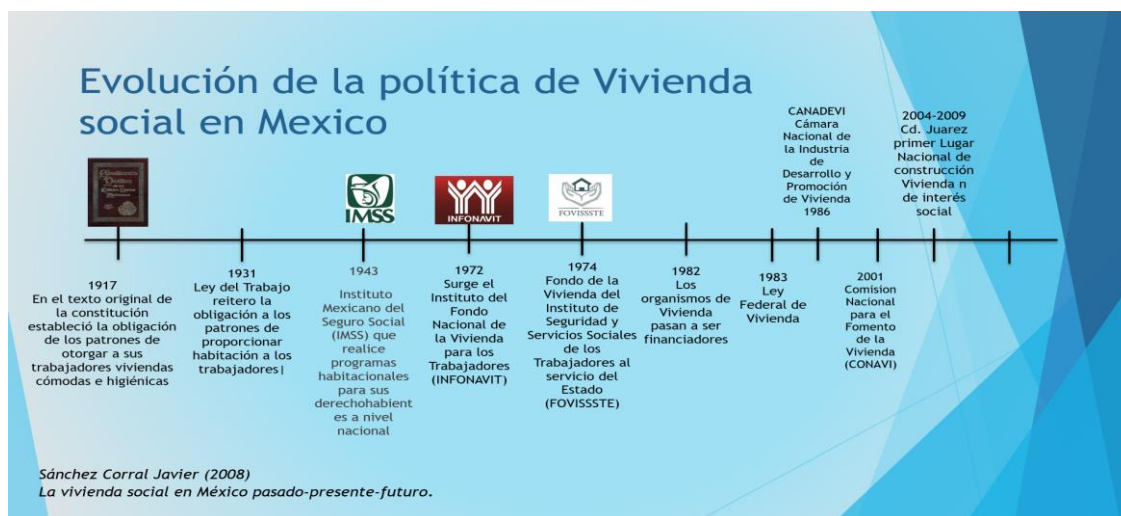 Evolución de la política de Vivienda
social en Mexico
IMSS
INFONAVIT
FOVISSSTE
1917
En el texto original de
la constitución
estableció la obligación
de los patrones de
otorgar a sus
trabajadores viviendas
cómodas e higiénicas
1931
Ley del Trabajo
reitero la
obligación a los
patrones de
proporcionar
habitación a los
trabajadores|
1943
Instituto
Mexicano del
Seguro Social
(IMSS) que
realice
programas
habitacionales
para sus
derechohabient
es a nivel
nacional
1972
Surge el
Instituto del
Fondo
Nacional de
la Vivienda
para los
Trabajadores
(INFONAVIT)
1974
Fondo de la
Vivienda del
Instituto de
Seguridad y
Servicios Sociales
de los
Trabajadores al
servicio del
Estado
(FOVISSSTE)
1982
Los
organismos de
Vivienda
pasan a ser
financiadores
1983
Ley
Federal de
Vivienda
CANADEVI
Cámara
Nacional de
la Industria
de
Desarrollo y
Promoción
de Vivienda
1986
2001
Comision
Nacional
para el
Fomento
de la
Vivienda
(CONAVI)
2004-2009
Cd. Juarez
primer Lugar
Nacional de
construcción
Vivienda n
de interés
social
Sánchez Corral Javier (2008)
La vivienda social en México pasado-presente-futuro.